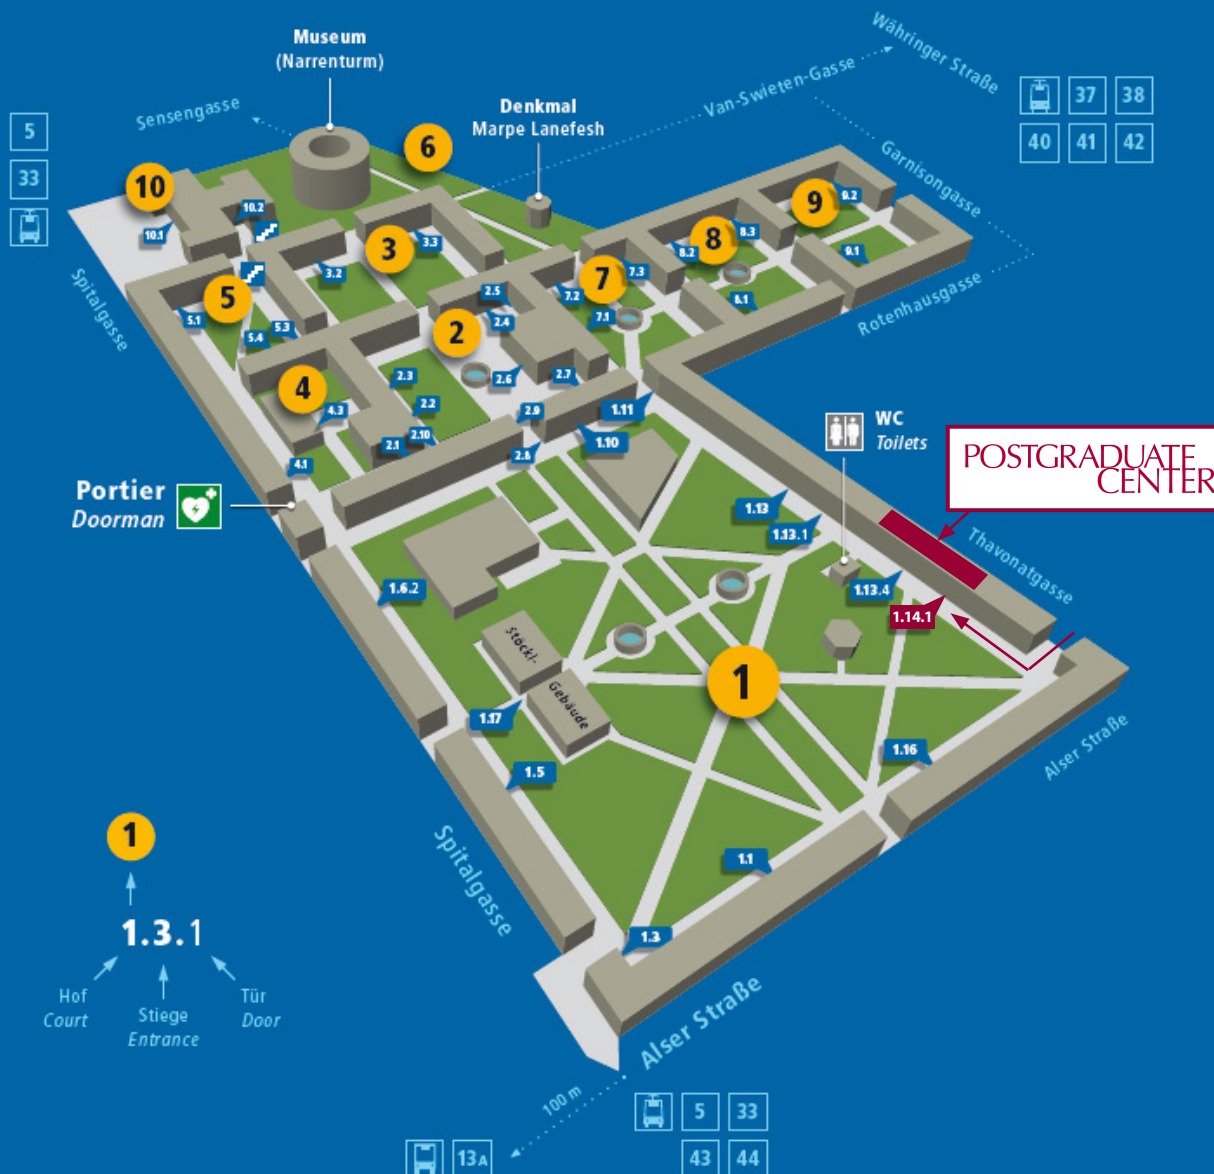 Museum
(Narrenturm)
Sensengasse
Denkmal
Marpe Lanefesh
Van-Swieten-Gasse
Währinger Straße
Garnisongasse
Rotenhausgasse
5
33
37
38
40
41
42
10
6
9
8
3
7
5
2
4
10.2
10.1
3.3
3.2
9.2
9.1
8.3
8.2
8.1
7.3
7.2
7.1
2.5
2.4
2.6
2.7
5.1
5.3
5.4
2.3
2.2
2.10
2.1
2.9
2.8
4.3
4.1
1.11
1.10
Spitalgasse
WC
Toilets
POSTGRADUATE
CENTER
Portier
Doorman
1.13
1.13.1
1.13.4
1.14.1
Thavonatgasse
1.6.2
Stöckl-
Gebäude
1
1.17
1.5
1.16
Alser Straße
1.1
1.3
Spitalgasse
1
1.3.1
Hof
Court
Stiege
Entrance
Tür
Door
Alser Straße
100 m
13A
5
33
43
44